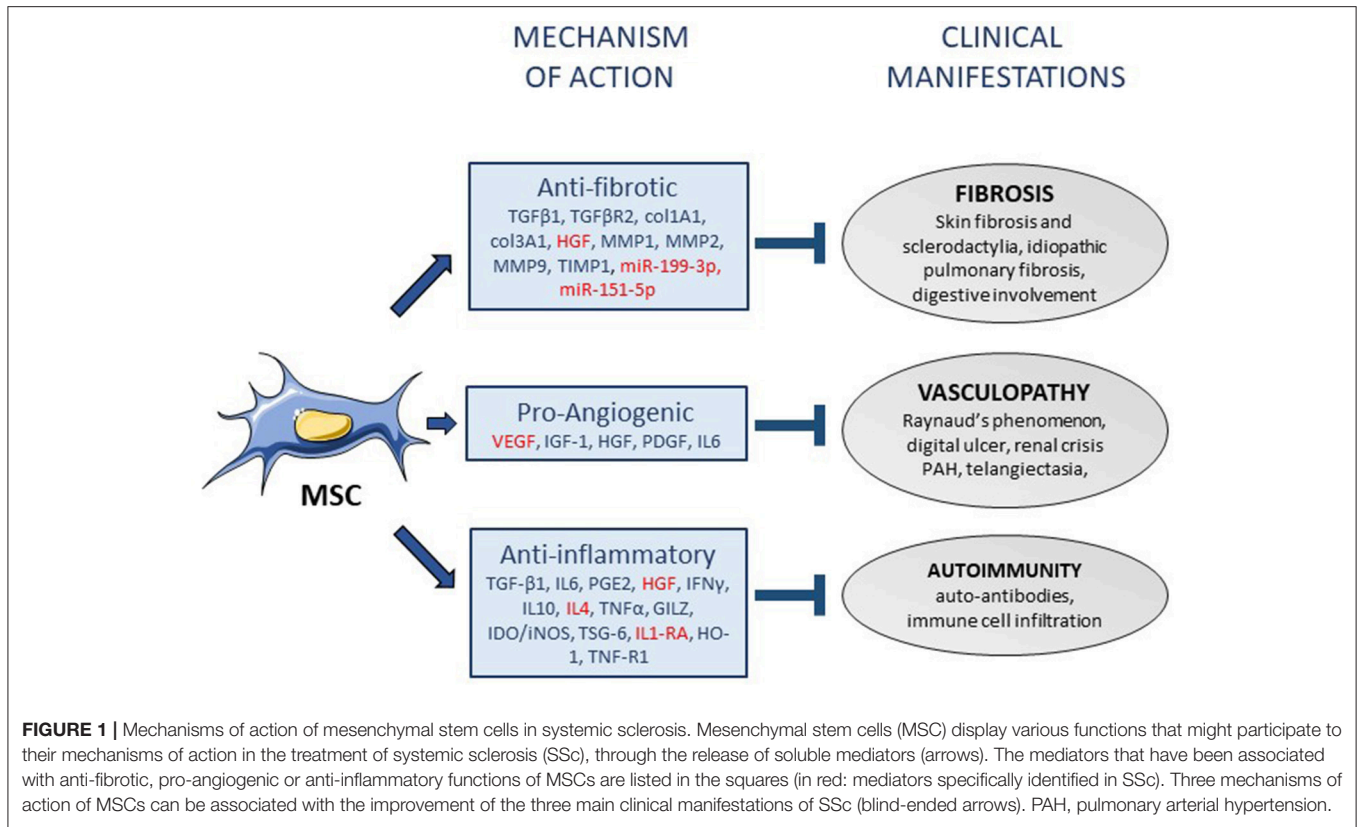 MECHANISM
OF ACTION
CLINICAL
MANIFESTATIONS
Anti-fibrotic
TGFβ1, TGFβR2, col1A1,
col3A1, HGF, MMP1, MMP2,
MMP9, TIMP1, miR-199-3p,
miR-151-5p
FIBROSIS
Skin fibrosis and
sclerodactylia, idiopathic
pulmonary fibrosis,
digestive involvement
MSC
Pro-Angiogenic
VEGF, IGF-1, HGF, PDGF, IL6
VASCULOPATHY
Raynaud's phenomenon,
digital ulcer, renal crisis
PAH, telangiectasia,
Anti-inflammatory
TGF-β1, IL6, PGE2, HGF, IFNγ,
IL10, IL4, TNFα, GILZ,
IDO/iNOS, TSG-6, IL1-RA, HO-
1, TNF-R1
AUTOIMMUNITY
auto-antibodies,
immune cell infiltration
FIGURE 1 | Mechanisms of action of mesenchymal stem cells in systemic sclerosis. Mesenchymal stem cells (MSC) display various functions that might participate to
their mechanisms of action in the treatment of systemic sclerosis (SSc), through the release of soluble mediators (arrows). The mediators that have been associated
with anti-fibrotic, pro-angiogenic or anti-inflammatory functions of MSCs are listed in the squares (in red: mediators specifically identified in SSc). Three mechanisms of
action of MSCs can be associated with the improvement of the three main clinical manifestations of SSc (blind-ended arrows). PAH, pulmonary arterial hypertension.